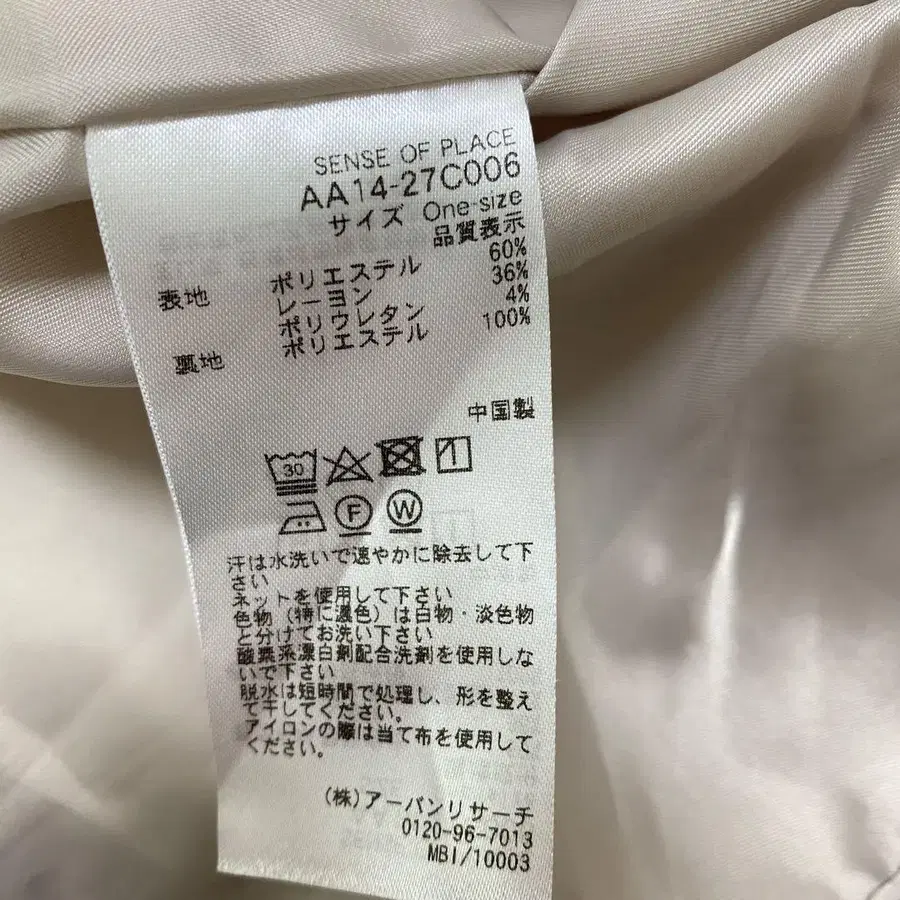 SENSE OF PLACE
AA14-27C006
サイズ One-size
品質表示
表地 ポリエステル 60%
レーヨン 36%
ポリウレタン 4%
裏地 ポリエステル 100%
中国製
30
F W
汗は水洗いで速やかに除去して下
さい
ネットを使用して下さい
色物（特に濃色）は白物・淡色物
と分けてお洗い下さい
酸素系漂白剤配合洗剤を使用しな
いで下さい
脱水は短時間で処理し、形を整え
て干してください。
アイロンの際は当て布を使用して
ください。
(株)アーバンリサーチ
0120-96-7013
MBI/10003